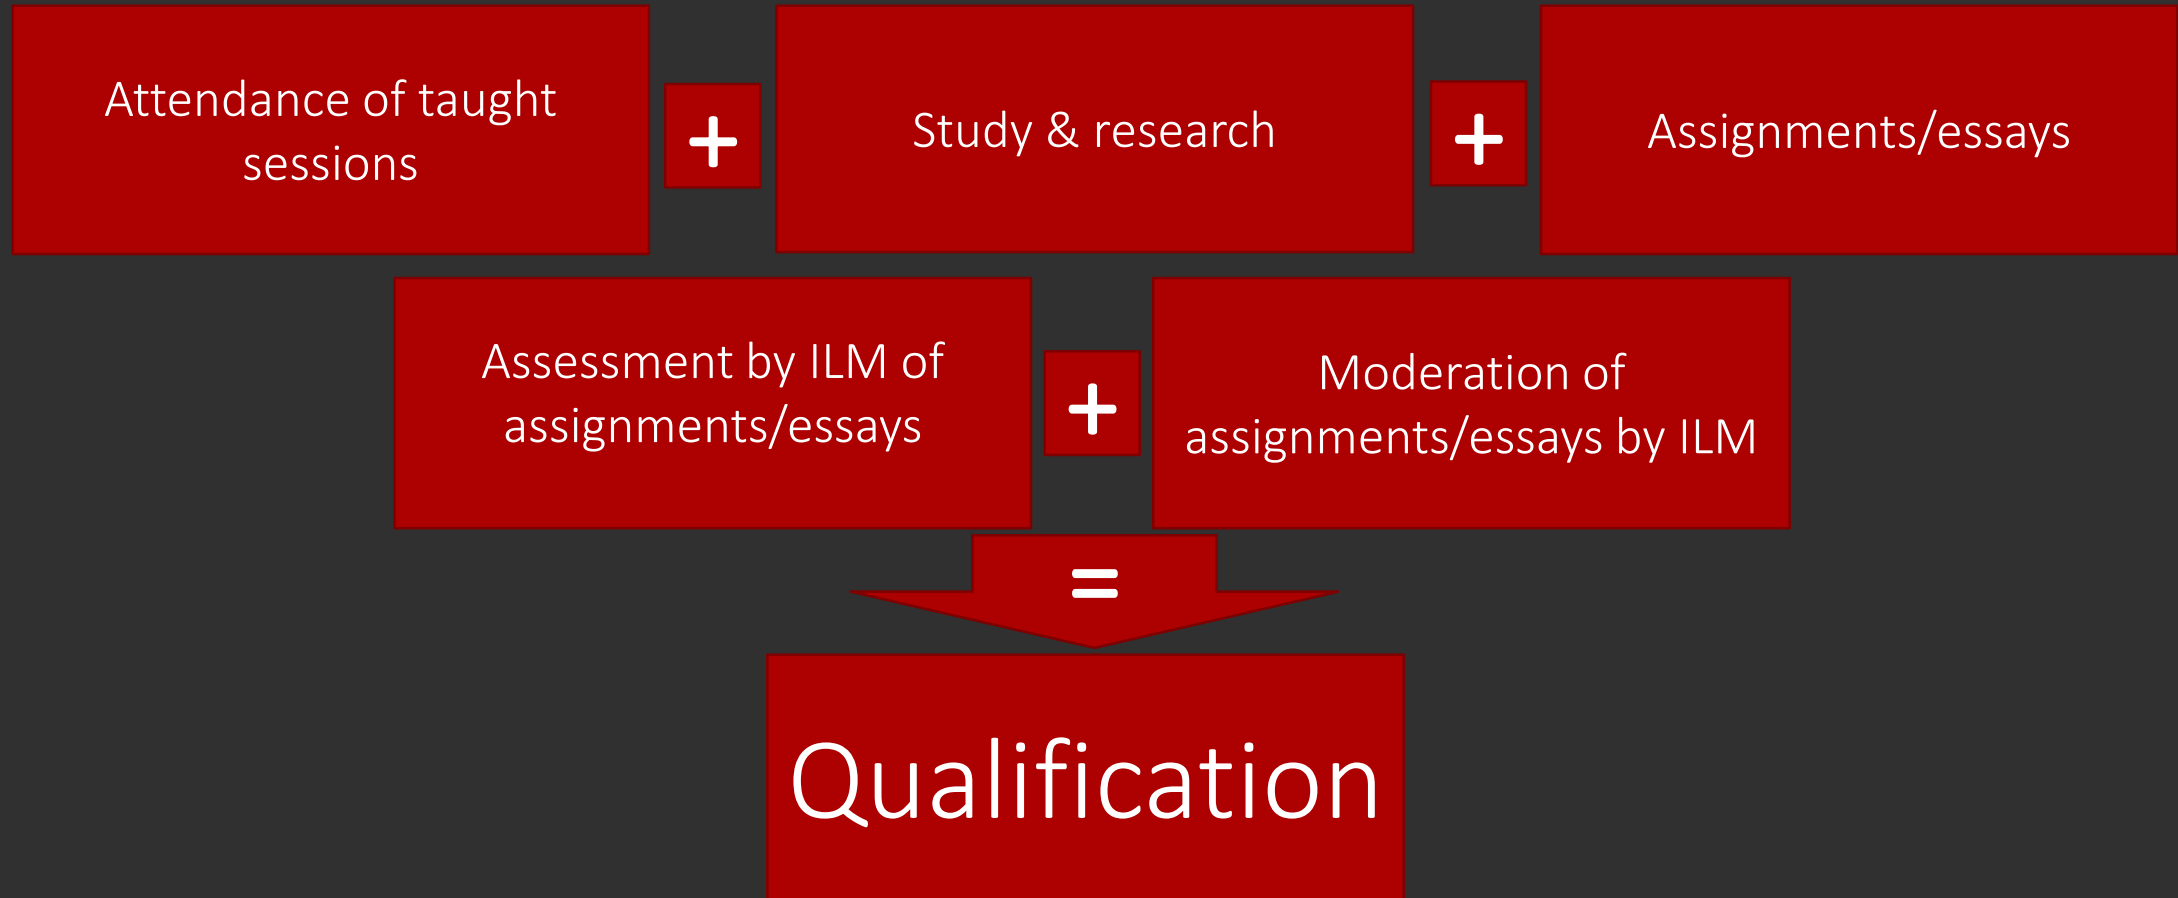 Attendance of taught
sessions
+
Study & research
+
Assignments/essays
Assessment by ILM of
assignments/essays
+
Moderation of
assignments/essays by ILM
=
Qualification